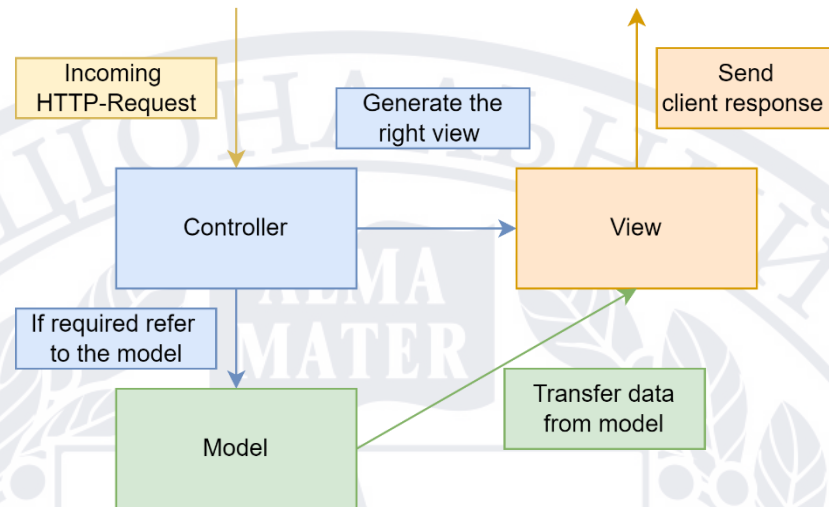 Incoming
HTTP-Request
Generate the
right view
Send
client response
Controller
View
If required refer
to the model
Transfer data
from model
Model
ЦІОНАЛЬНИЙ
ALMA
MATER